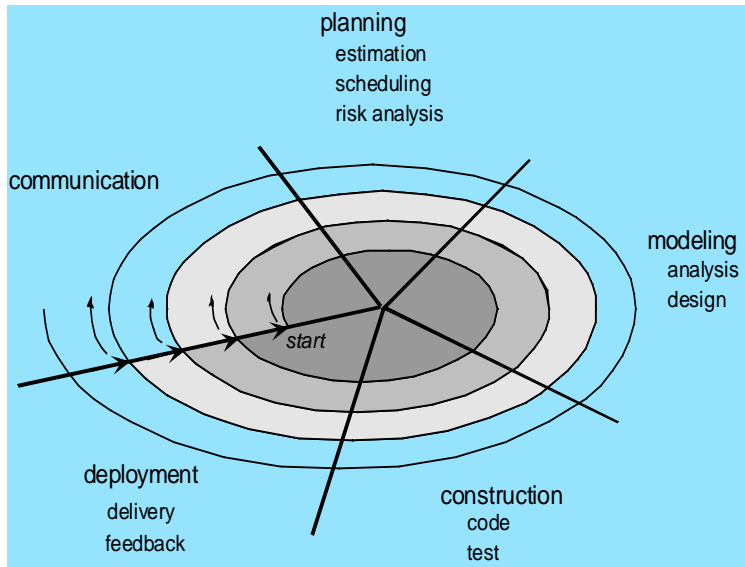 planning
estimation
scheduling
risk analysis
communication
modeling
analysis
design
start
deployment
delivery
feedback
construction
code
test